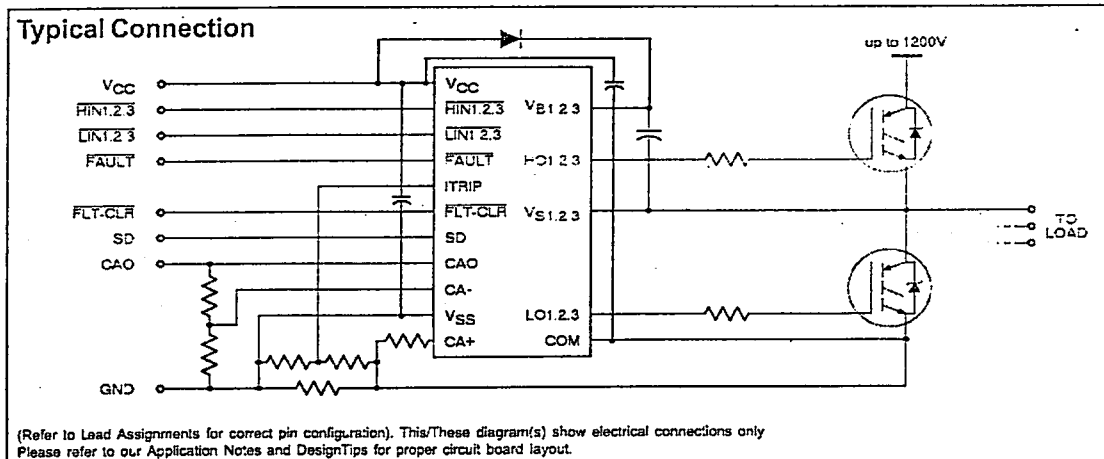 Typical Connection
up to 1200V
VCC
HIN1.2.3
LIN1.2.3
FAULT
FLT-CLR
SD
CAO
GND
VCC
HIN1.2.3
LIN1.2.3
FAULT
ITRIP
FLT-CLR
SD
CAO
CA-
VSS
CA+
VB1.2.3
HO1.2.3
VS1.2.3
LO1.2.3
COM
TO
LOAD
(Refer to Lead Assignments for correct pin configuration). This/These diagram(s) show electrical connections only
Please refer to our Application Notes and DesignTips for proper circuit board layout.